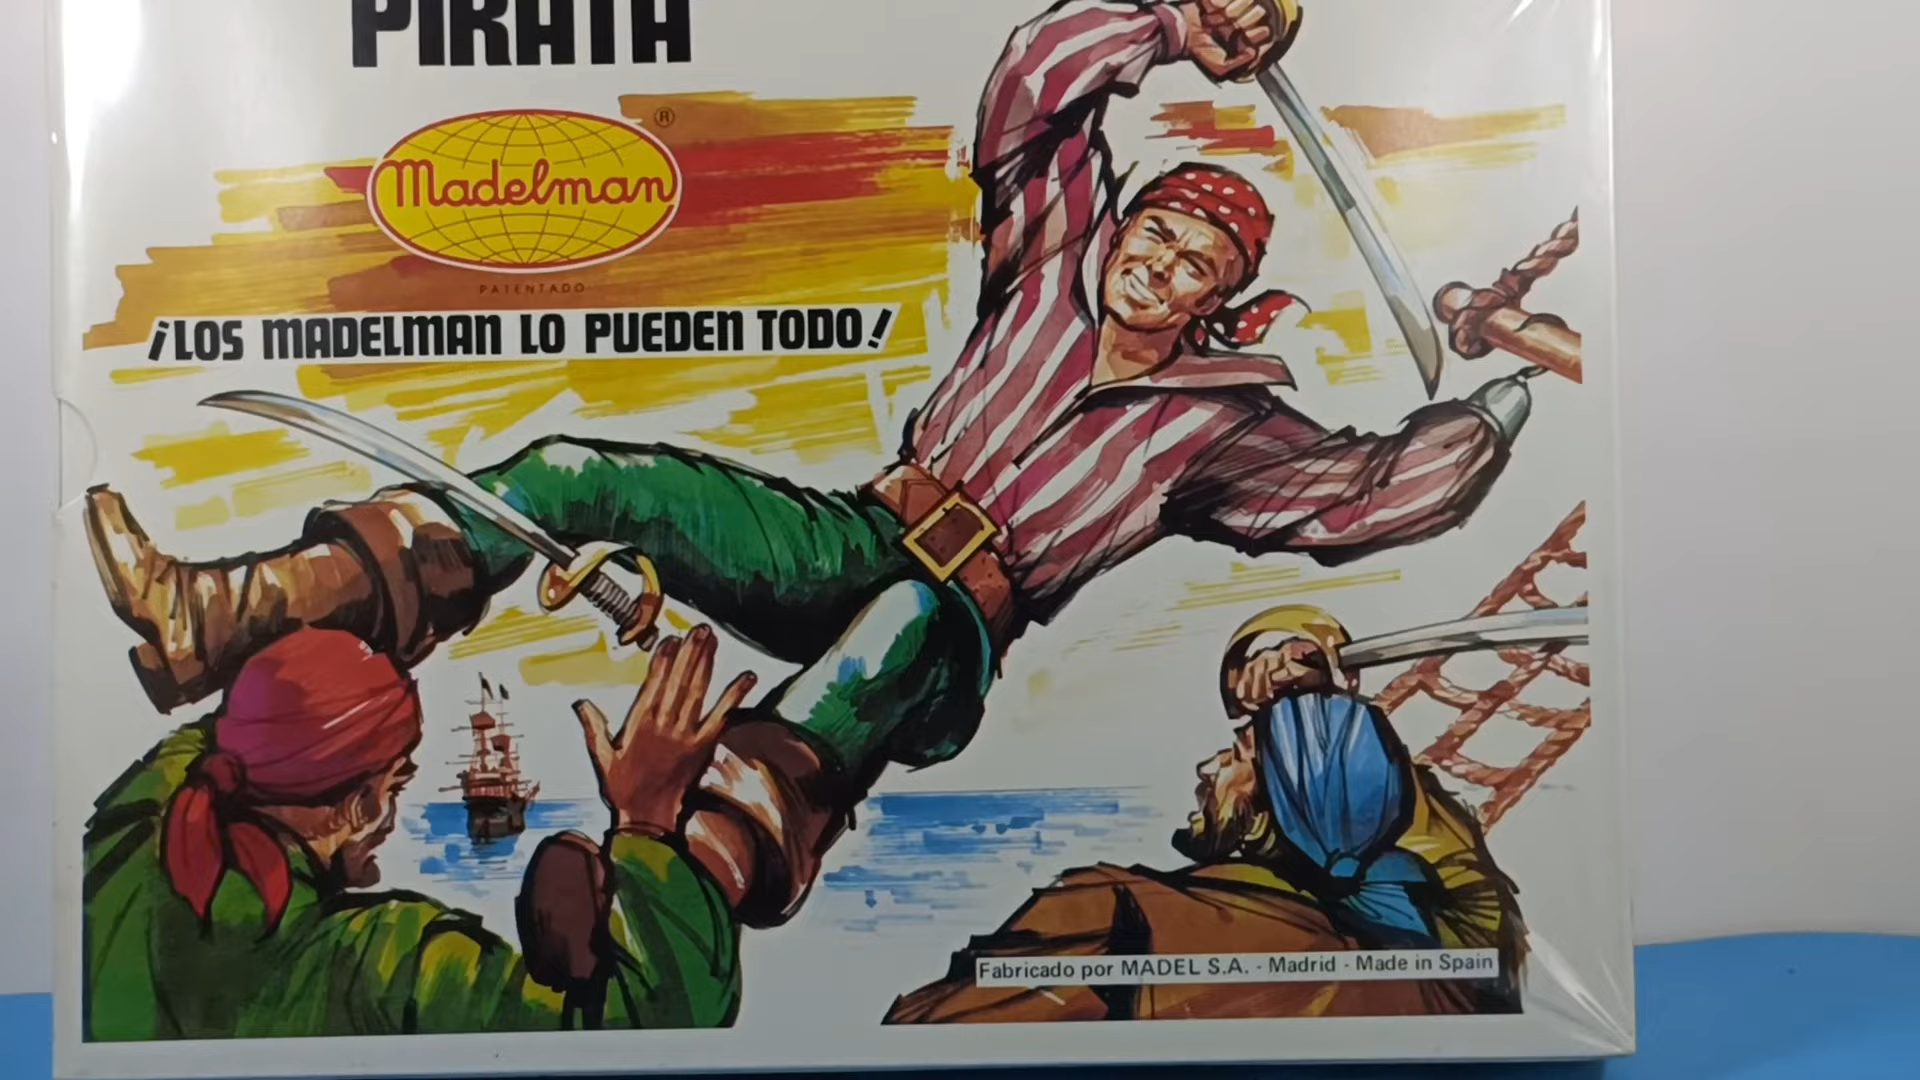 PIRATA
Madelman ®
PATENTADO
¡LOS MADELMAN LO PUEDEN TODO!
Fabricado por MADEL S.A. - Madrid - Made in Spain